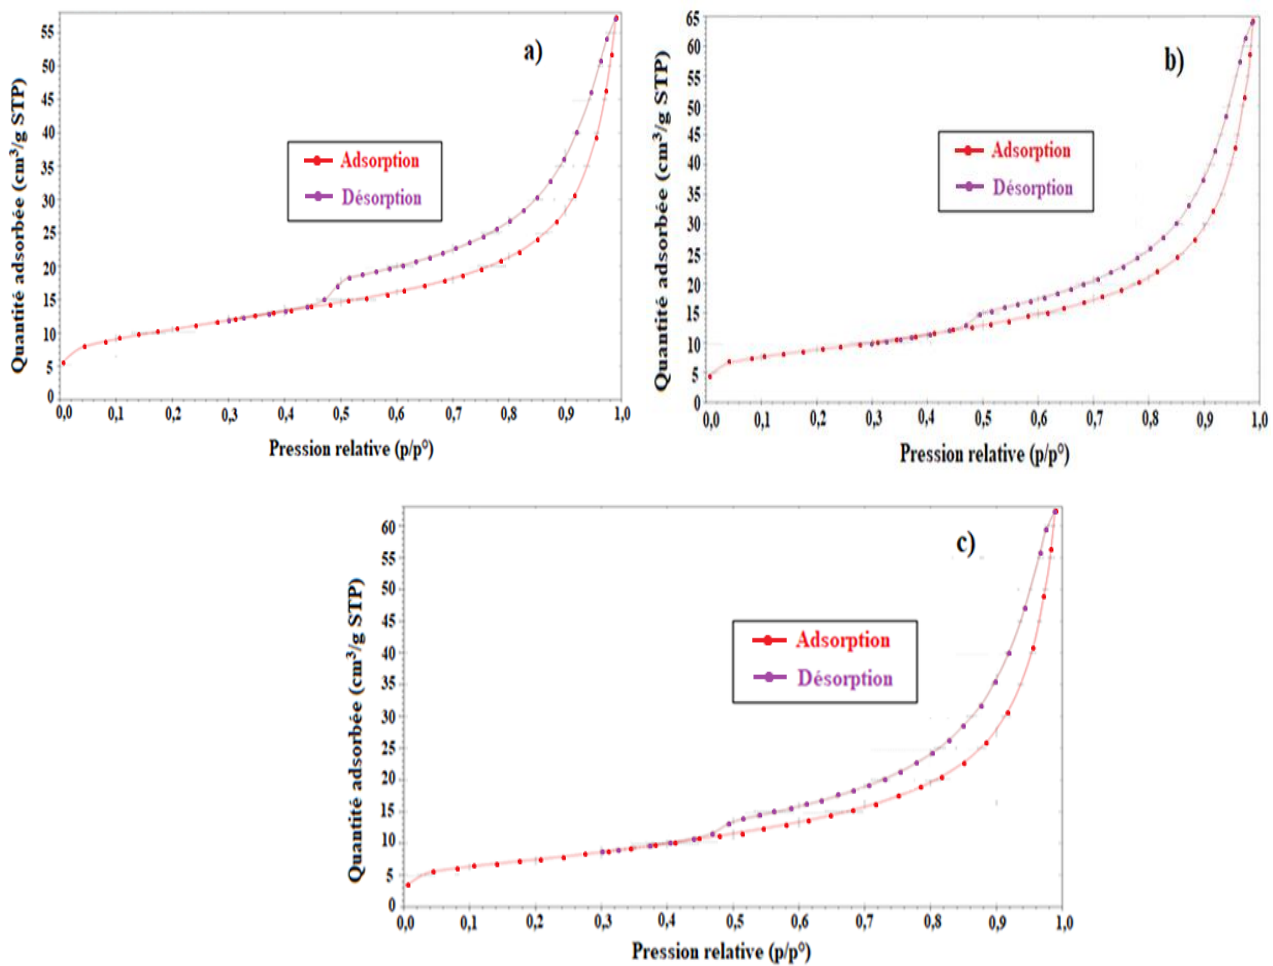 a)
Quantité adsorbée (cm³/g STP)
55
50
45
40
35
30
25
20
15
10
5
0
Adsorption
Désorption
0,0 0,1 0,2 0,3 0,4 0,5 0,6 0,7 0,8 0,9 1,0
Pression relative (p/p°)
b)
Quantité adsorbée (cm³/g STP)
65
60
55
50
45
40
35
30
25
20
15
10
5
0
Adsorption
Désorption
0,0 0,1 0,2 0,3 0,4 0,5 0,6 0,7 0,8 0,9 1,0
Pression relative (p/p°)
c)
Quantité adsorbée (cm³/g STP)
60
55
50
45
40
35
30
25
20
15
10
5
0
Adsorption
Désorption
0,0 0,1 0,2 0,3 0,4 0,5 0,6 0,7 0,8 0,9 1,0
Pression relative (p/p°)